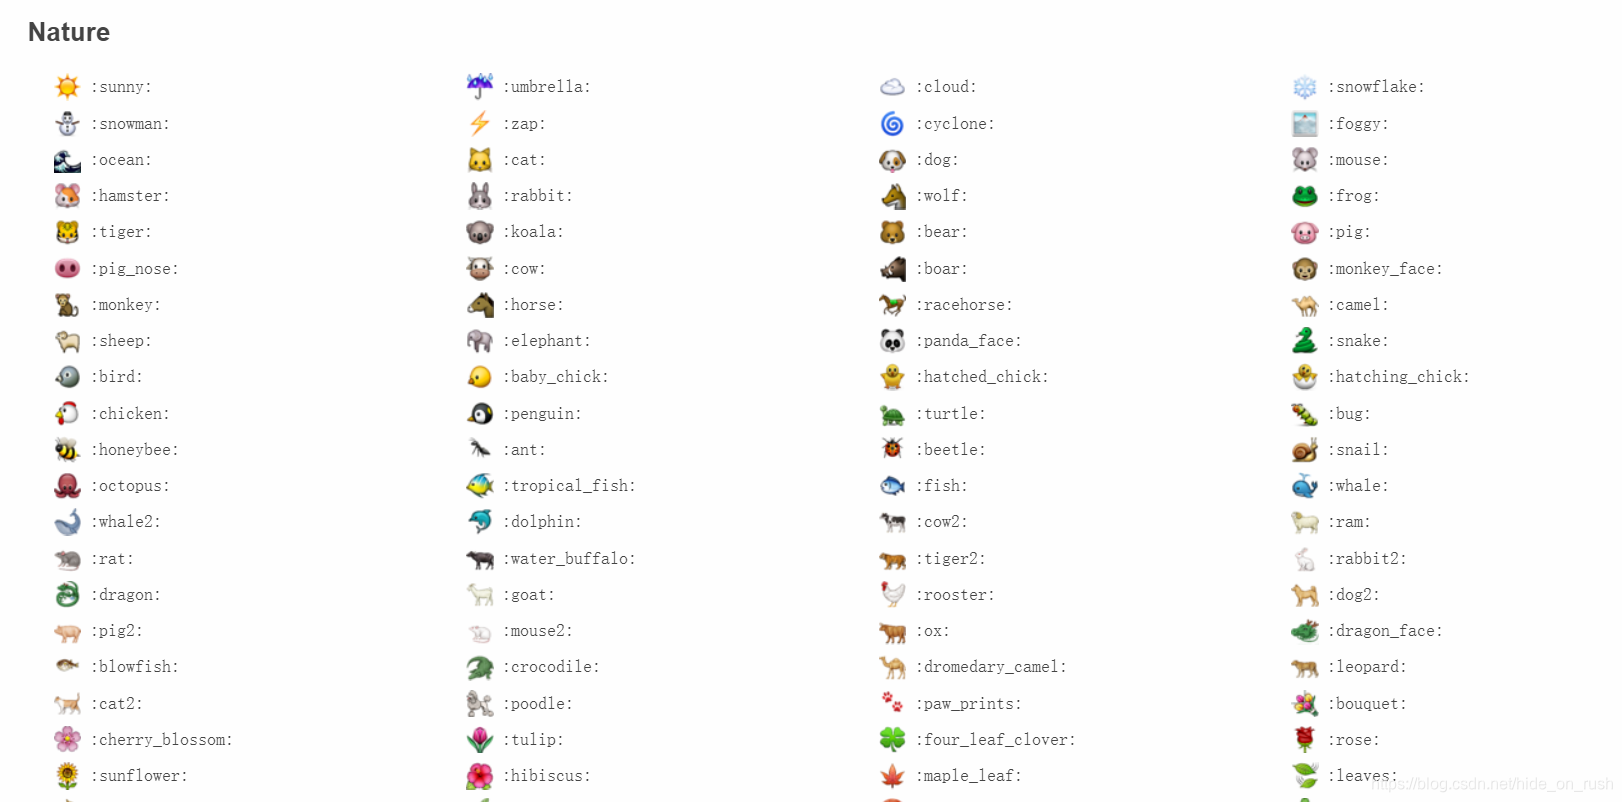 Nature
:sunny: :umbrella: :cloud: :snowflake:
:snowman: :zap: :cyclone: :foggy:
:ocean: :cat: :dog: :mouse:
:hamster: :rabbit: :wolf: :frog:
:tiger: :koala: :bear: :pig:
:pig_nose: :cow: :boar: :monkey_face:
:monkey: :horse: :racehorse: :camel:
:sheep: :elephant: :panda_face: :snake:
:bird: :baby_chick: :hatched_chick: :hatching_chick:
:chicken: :penguin: :turtle: :bug:
:honeybee: :ant: :beetle: :snail:
:octopus: :tropical_fish: :fish: :whale:
:whale2: :dolphin: :cow2: :ram:
:rat: :water_buffalo: :tiger2: :rabbit2:
:dragon: :goat: :rooster: :dog2:
:pig2: :mouse2: :ox: :dragon_face:
:blowfish: :crocodile: :dromedary_camel: :leopard:
:cat2: :poodle: :paw_prints: :bouquet:
:cherry_blossom: :tulip: :four_leaf_clover: :rose:
:sunflower: :hibiscus: :maple_leaf: :leaves:
https://blog.csdn.net/hide_on_rush